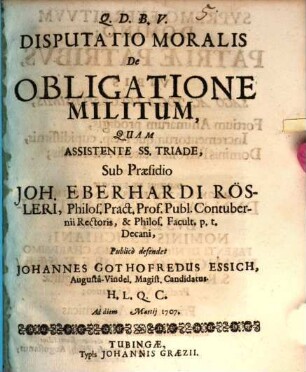 5
Q. D. B. V.
DISPUTATIO MORALIS
De
OBLIGATIONE
MILITUM,
QUAM
ASSISTENTE SS. TRIADE,
Sub Præsidio
JOH. EBERHARDI RÖS-
LERI, Philos. Pract. Prof. Publ. Contuber-
nii Rectoris, & Philos. Facult. p. t.
Decani,
Publicè defendet
JOHANNES GOTHOFREDUS ESSICH,
Augustâ-Vindel, Magist. Candidatus
H. L. Q. C.
Ad diem Martij 1707.
TUBINGÆ,
Typis JOHANNIS GRÆZII.